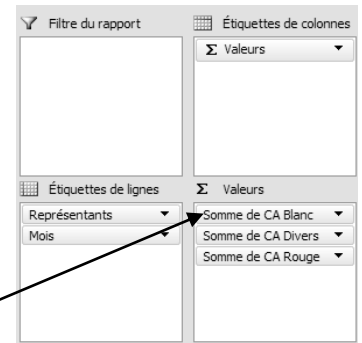 Filtre du rapport
Étiquettes de colonnes
Σ Valeurs
Étiquettes de lignes
Σ Valeurs
Représentants
Mois
Somme de CA Blanc
Somme de CA Divers
Somme de CA Rouge